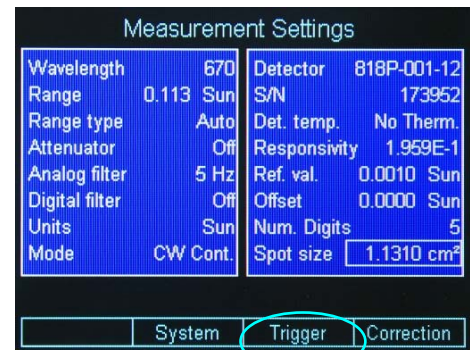 Measurement Settings
Wavelength 670
Range 0.113 Sun
Range type Auto
Attenuator Off
Analog filter 5 Hz
Digital filter Off
Units Sun
Mode CW Cont.
Detector 818P-001-12
S/N 173952
Det. temp. No Therm.
Responsivity 1.959E-1
Ref. val. 0.0010 Sun
Offset 0.0000 Sun
Num. Digits 5
Spot size 1.1310 cm²
System Trigger Correction